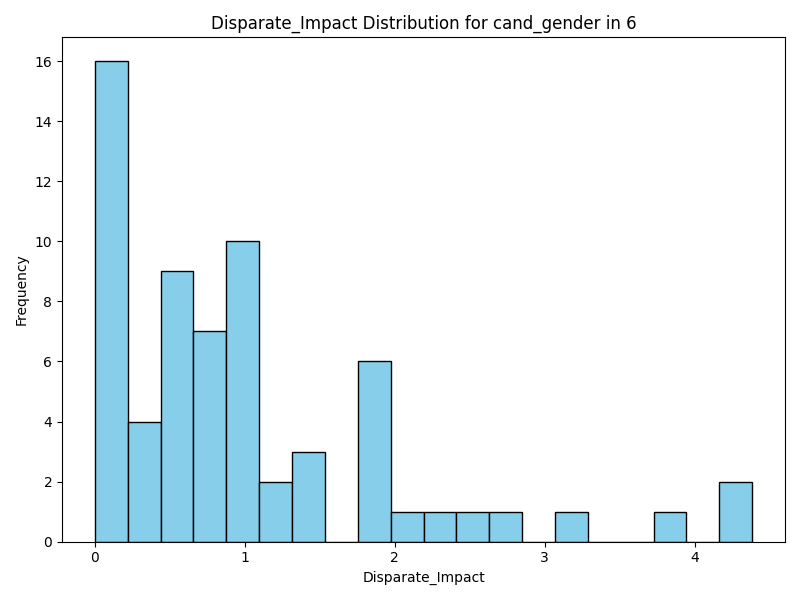 Disparate_Impact Distribution for cand_gender in 6
16
14
12
10
8
6
4
2
0
Frequency
0 1 2 3 4
Disparate_Impact